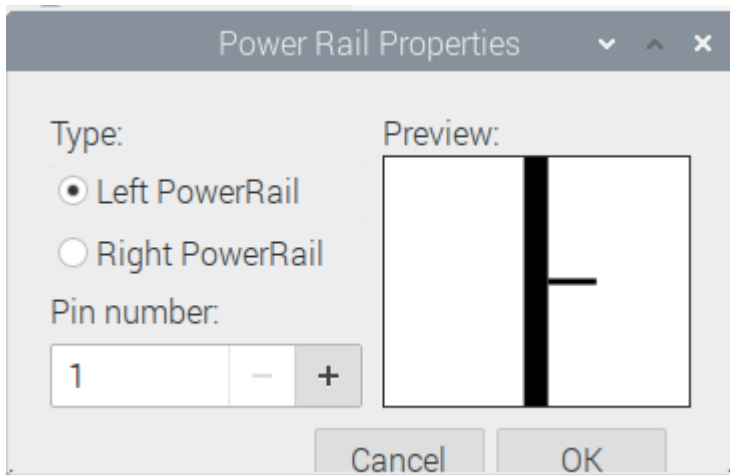 Power Rail Properties
Type:
Preview:
Left PowerRail
Right PowerRail
Pin number:
1
Cancel
OK